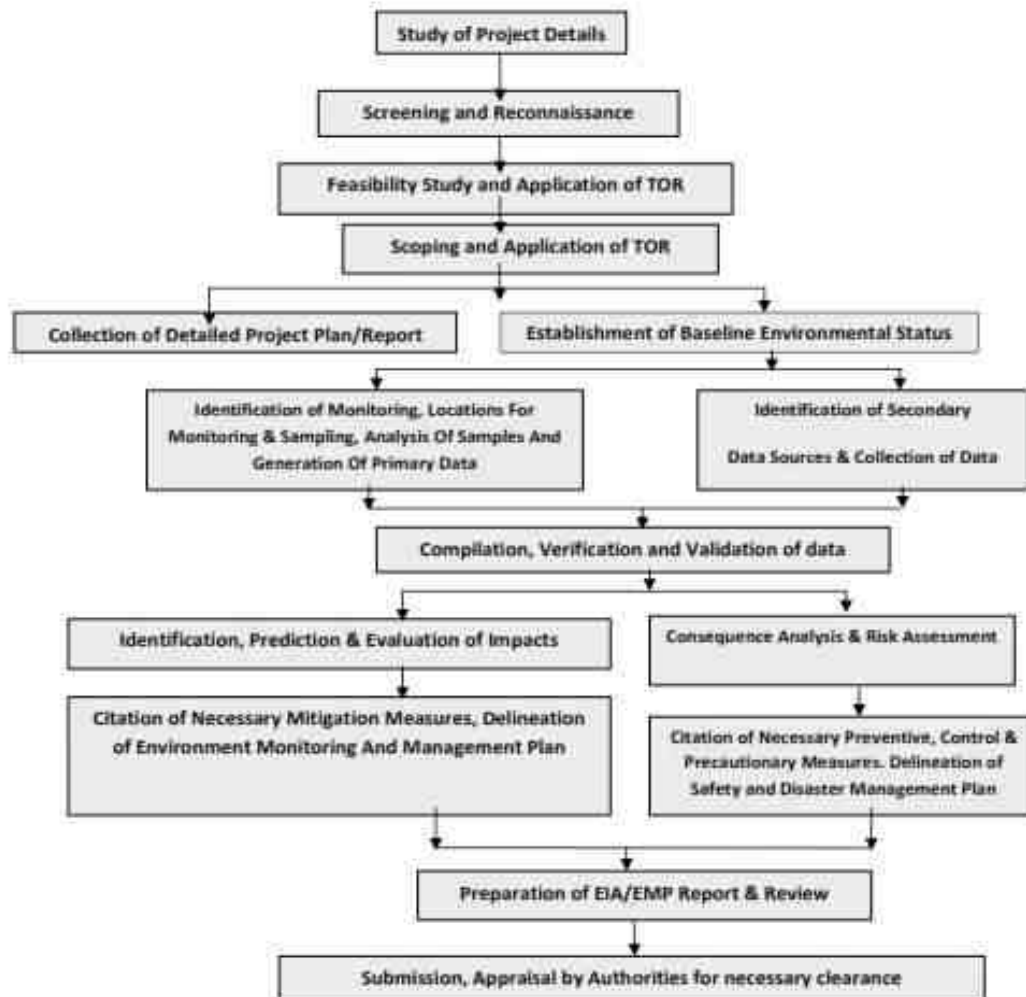 Study of Project Details
Screening and Reconnaissance
Feasibility Study and Application of TOR
Scoping and Application of TOR
Collection of Detailed Project Plan/Report
Establishment of Baseline Environmental Status
Identification of Monitoring, Locations For
Monitoring & Sampling, Analysis Of Samples And
Generation Of Primary Data
Identification of Secondary
Data Sources & Collection of Data
Compilation, Verification and Validation of data
Identification, Prediction & Evaluation of Impacts
Consequence Analysis & Risk Assessment
Citation of Necessary Mitigation Measures, Delineation
of Environment Monitoring And Management Plan
Citation of Necessary Preventive, Control &
Precautionary Measures. Delineation of
Safety and Disaster Management Plan
Preparation of EIA/EMP Report & Review
Submission, Appraisal by Authorities for necessary clearance